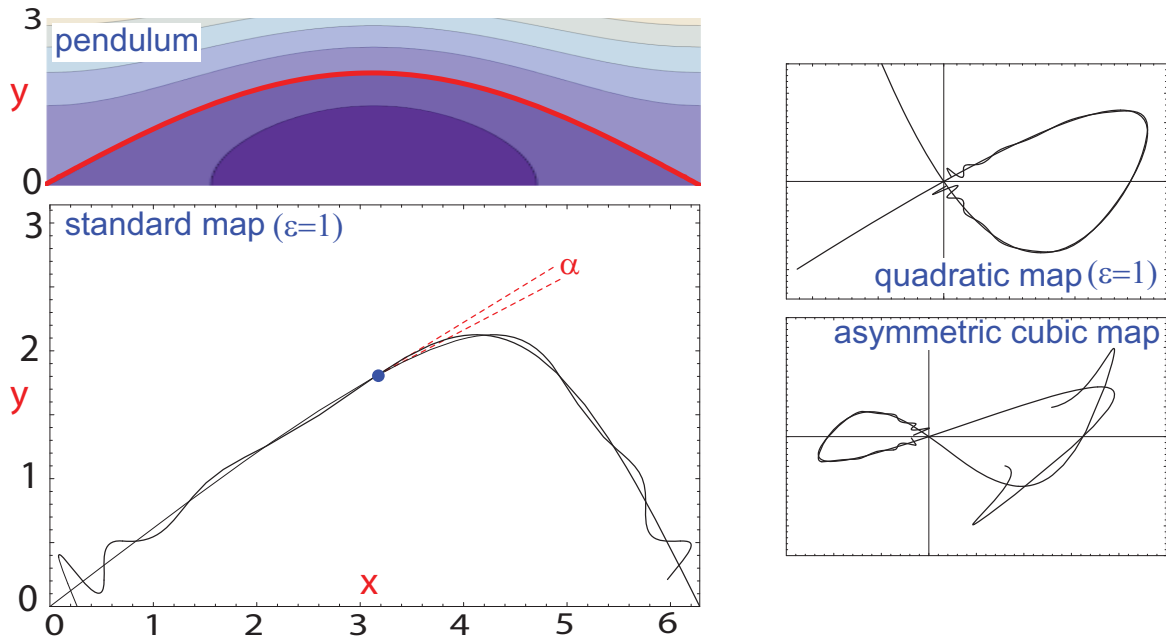 3
pendulum
y
0
3
standard map (ε=1)
α
2
y
1
0
x
0 1 2 3 4 5 6
quadratic map (ε=1)
asymmetric cubic map